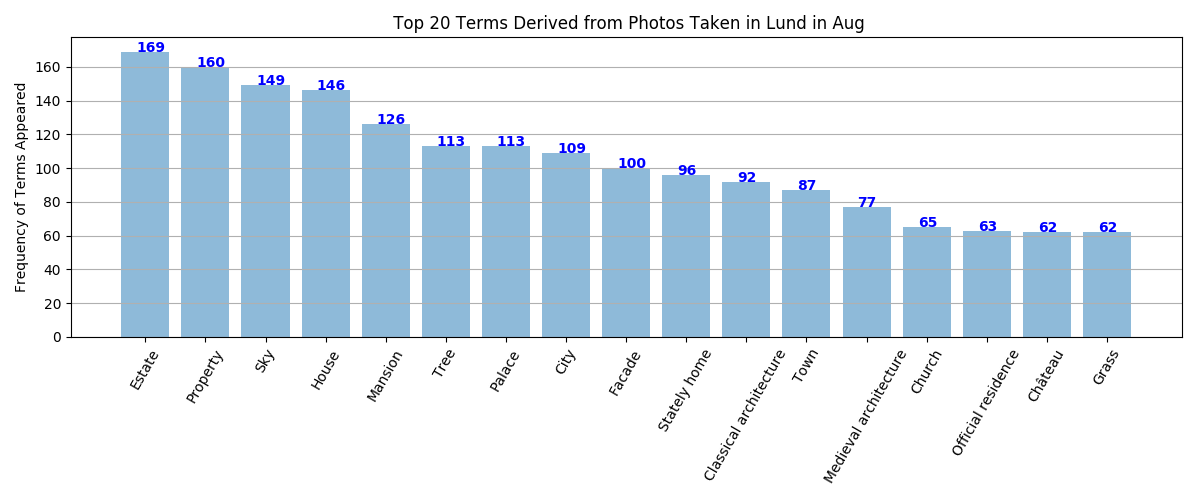 Top 20 Terms Derived from Photos Taken in Lund in Aug
Frequency of Terms Appeared
160
140
120
100
80
60
40
20
0
169
160
149
146
126
113
113
109
100
96
92
87
77
65
63
62
62
Estate
Property
Sky
House
Mansion
Tree
Palace
City
Facade
Stately home
Classical architecture
Town
Medieval architecture
Church
Official residence
Château
Grass